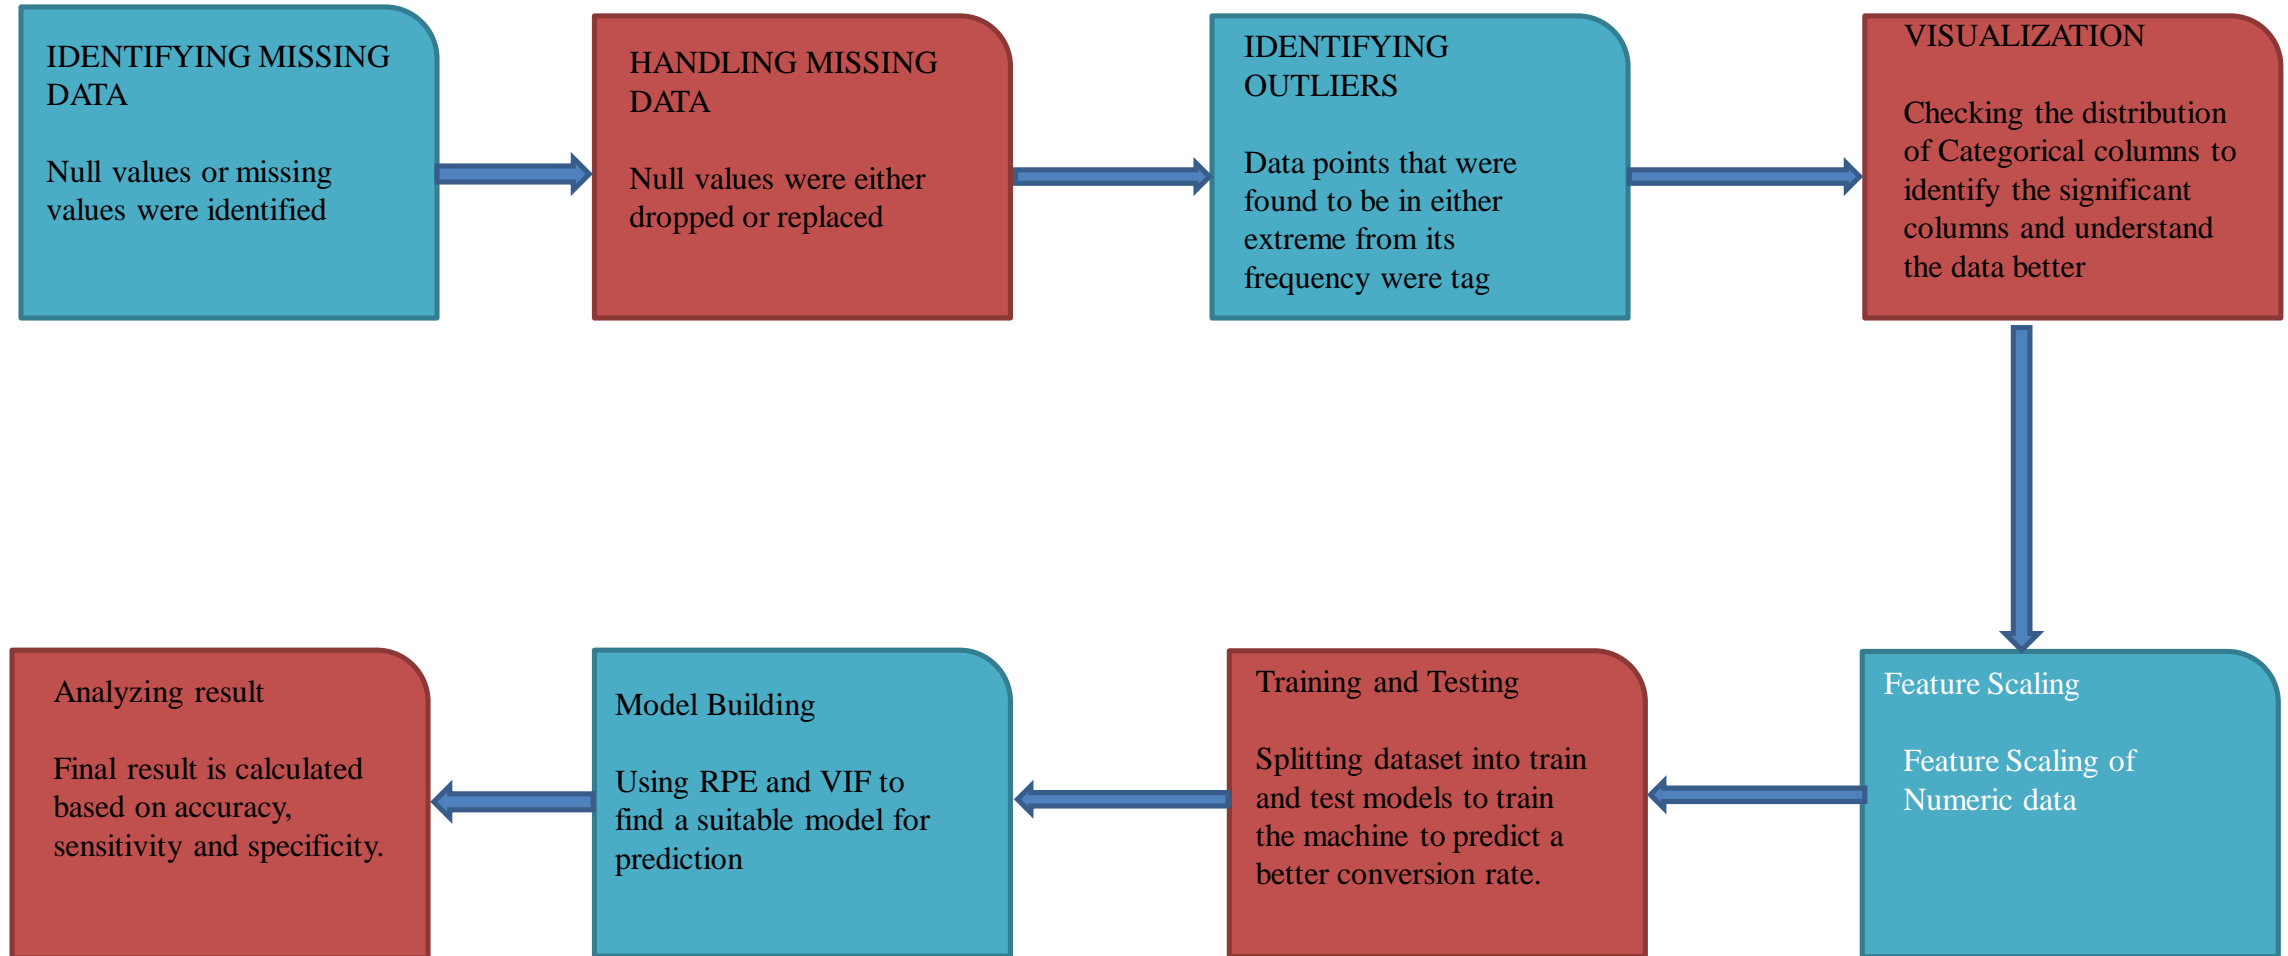 IDENTIFYING MISSING
DATA
Null values or missing
values were identified
HANDLING MISSING
DATA
Null values were either
dropped or replaced
IDENTIFYING
OUTLIERS
Data points that were
found to be in either
extreme from its
frequency were tag
VISUALIZATION
Checking the distribution
of Categorical columns to
identify the significant
columns and understand
the data better
Feature Scaling
Feature Scaling of
Numeric data
Training and Testing
Splitting dataset into train
and test models to train
the machine to predict a
better conversion rate.
Model Building
Using RPE and VIF to
find a suitable model for
prediction
Analyzing result
Final result is calculated
based on accuracy,
sensitivity and specificity.